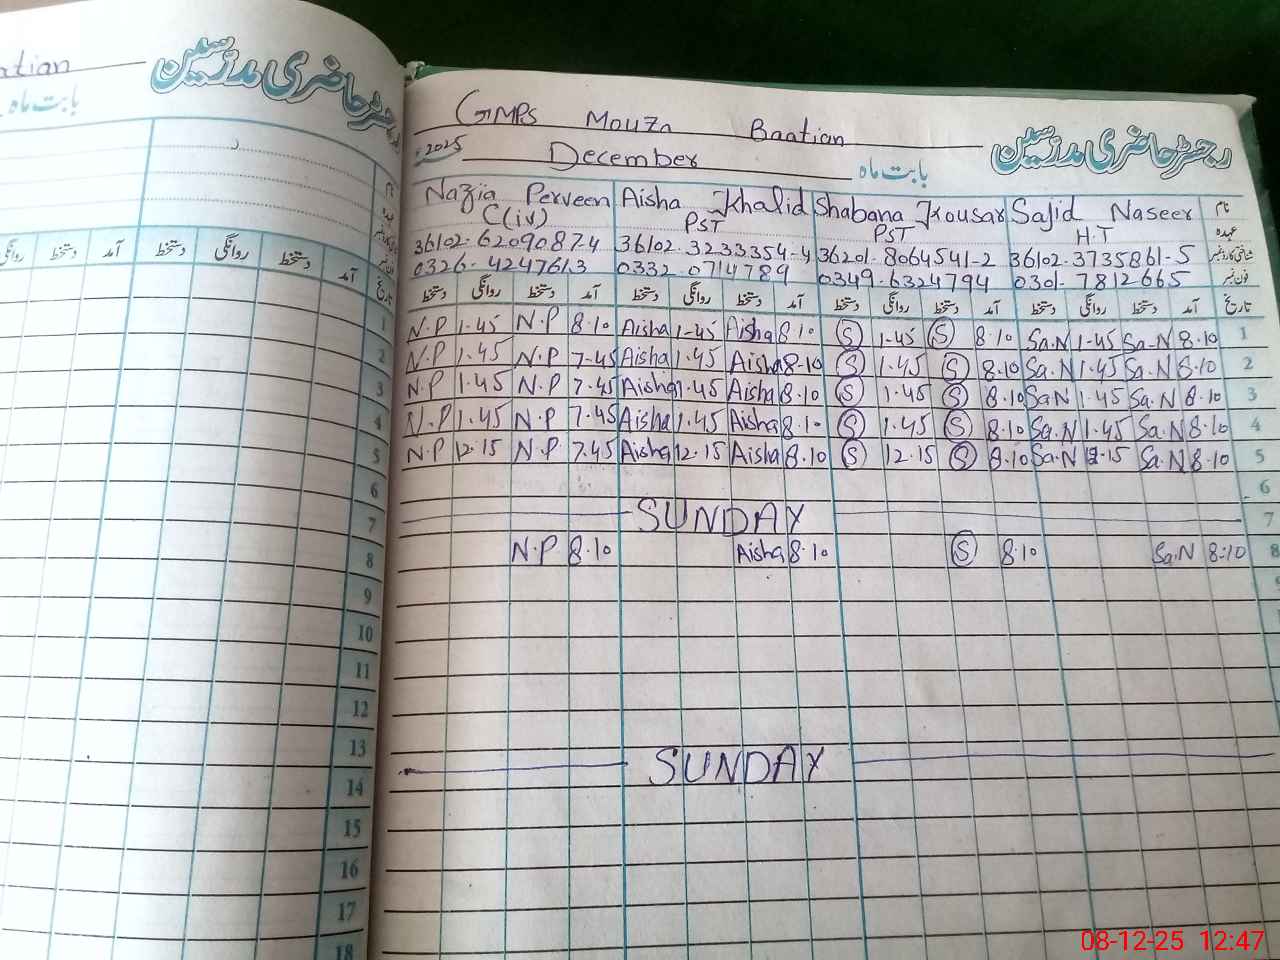 atian
رجسٹر حاضری مدرسین
بابت ماہ
GMPS Mouza Baatian
رجسٹر حاضری مدرسین
2025 December بابت ماہ
Nazia Perveen Aisha Khalid Shabana Kousar Sajid Naseer نام
C(iv) PST PST H.T عہدہ
36102-6209087-4 36102-3233354-4 36201-8064541-2 36102-3735861-5 شناختی کارڈ نمبر
0326-4247613 0332-0714789 0349-6324794 0301-7812665 فون نمبر
دستخط روانگی دستخط آمد دستخط روانگی دستخط آمد دستخط روانگی دستخط آمد دستخط روانگی دستخط آمد تاریخ
N.P 1.45 N.P 8.10 Aisha 1-45 Aisha 8.10 S 1-45 S 8.10 Sa.N 1-45 Sa.N 8.10 1
N.P 1.45 N.P 7-45 Aisha 1.45 Aisha 8-10 S 1.45 S 8.10 Sa.N 1.45 Sa.N 8.10 2
N.P 1.45 N.P 7.45 Aisha 1.45 Aisha 8.10 S 1.45 S 8.10 Sa.N 1.45 Sa.N 8.10 3
N.P 1.45 N.P 7.45 Aisha 1.45 Aisha 8.10 S 1.45 S 8.10 Sa.N 1.45 Sa.N 8.10 4
N.P 12.15 N.P. 7.45 Aisha 12.15 Aisha 8.10 S 12.15 S 8.10 Sa.N 12-15 Sa.N 8.10 5
6
SUNDAY 7
N.P 8.10 Aisha 8.10 S 8.10 Sa.N 8:10 8
SUNDAY
روانگی دستخط آمد دستخط روانگی دستخط آمد تاریخ
1
2
3
4
5
6
7
8
9
10
11
12
13
14
15
16
17
18
08-12-25 12:47